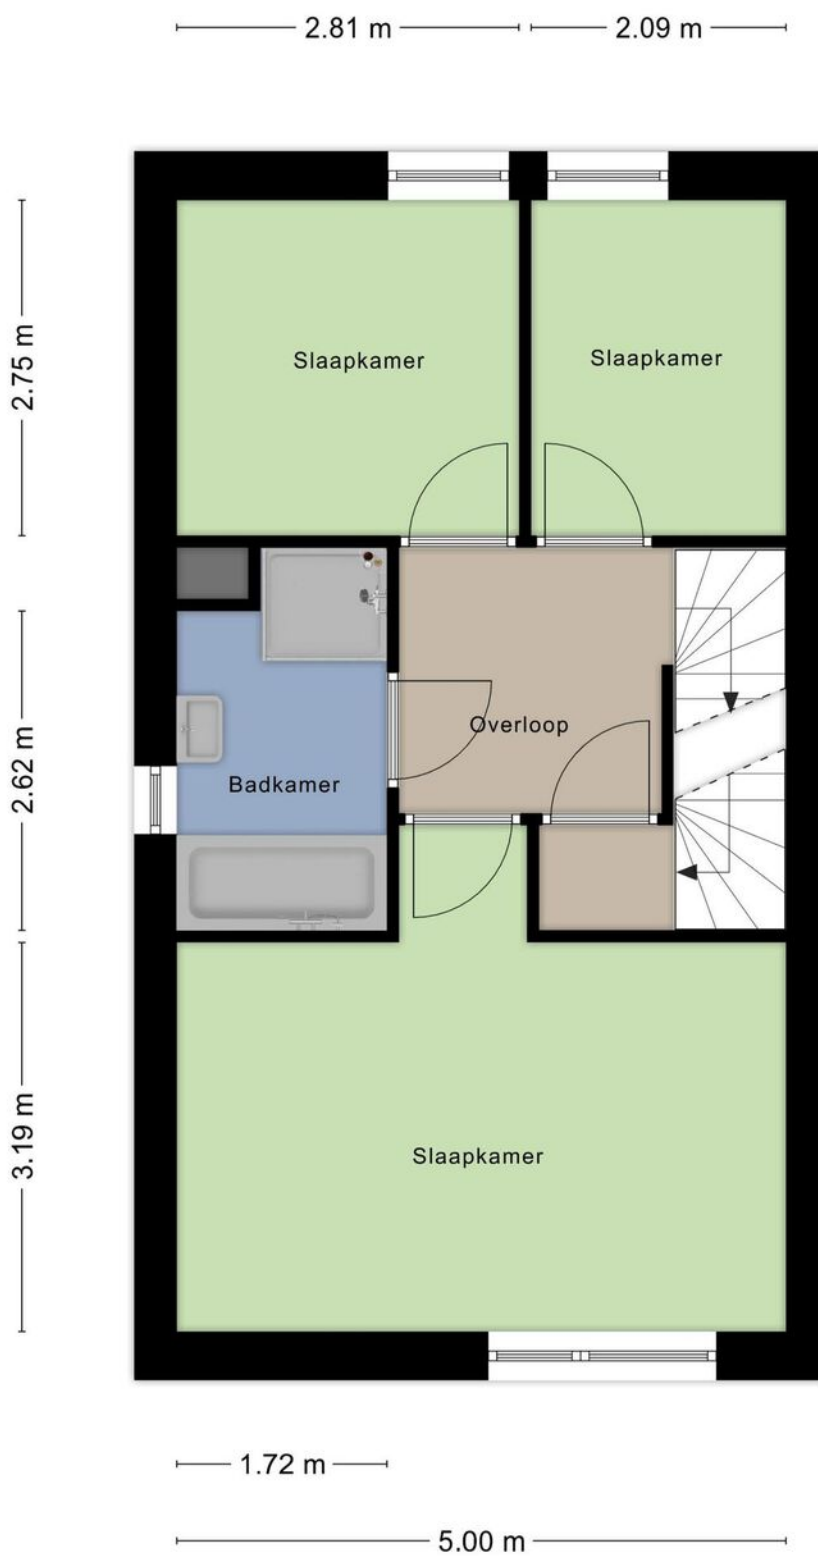 2.81 m
2.09 m
2.75 m
Slaapkamer
Slaapkamer
2.62 m
Overloop
Badkamer
3.19 m
Slaapkamer
1.72 m
5.00 m